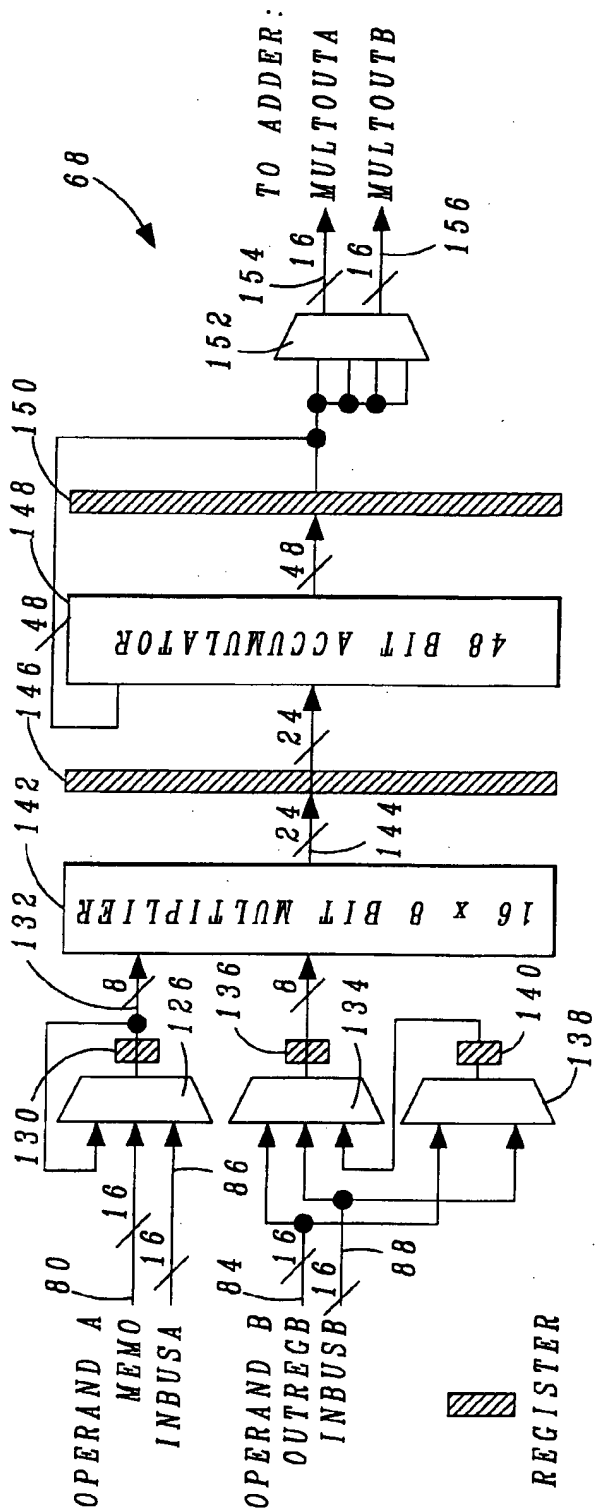 68
OPERAND A
MEMO
INBUSA
80
16
16
86
130
132
8
126
142
16 x 8 BIT MULTIPLIER
24
144
146
24
48
148
48 BIT ACCUMULATOR
48
150
152
154
16
16
156
TO ADDER:
MULTOUTA
MULTOUTB
OPERAND B
OUTREGB
INBUSB
84
16
16
88
136
8
134
140
138
REGISTER